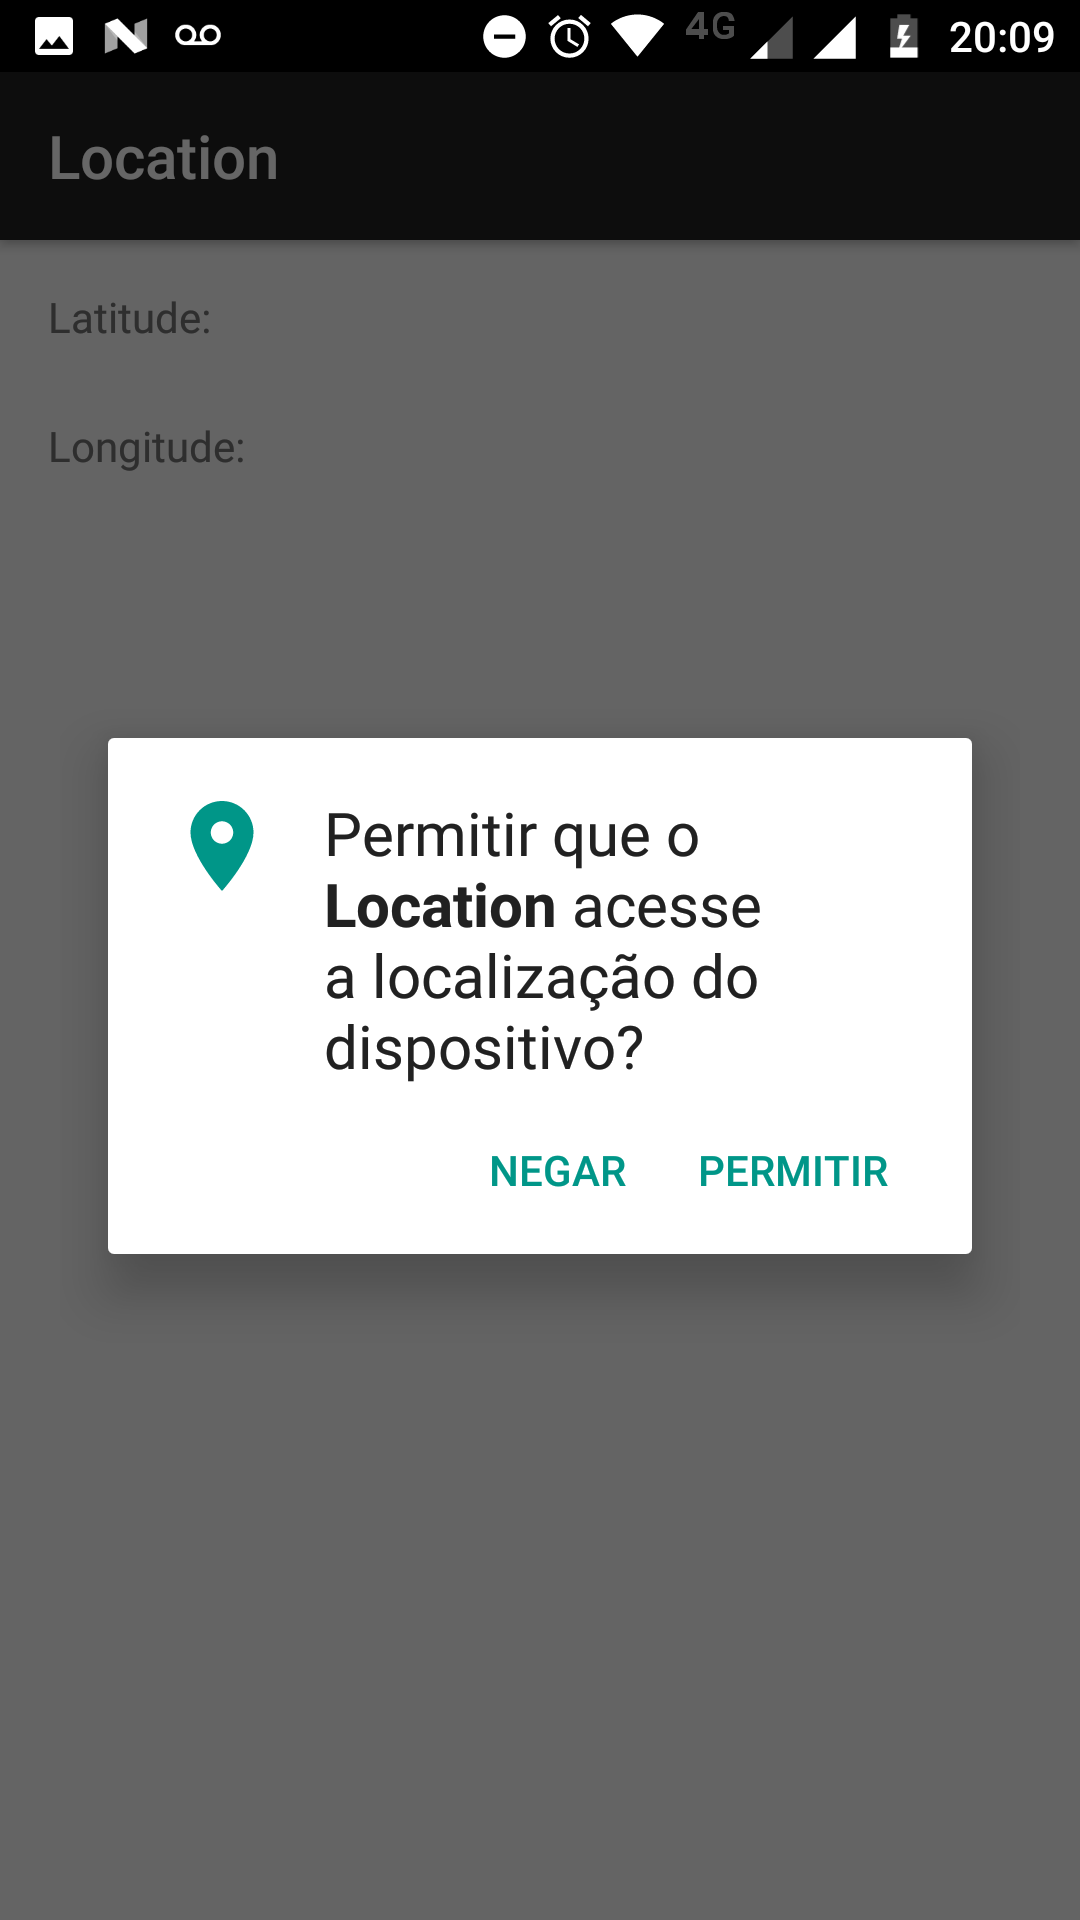 4G 20:09
Location
Latitude:
Longitude:
Permitir que o
Location acesse
a localização do
dispositivo?
NEGAR PERMITIR